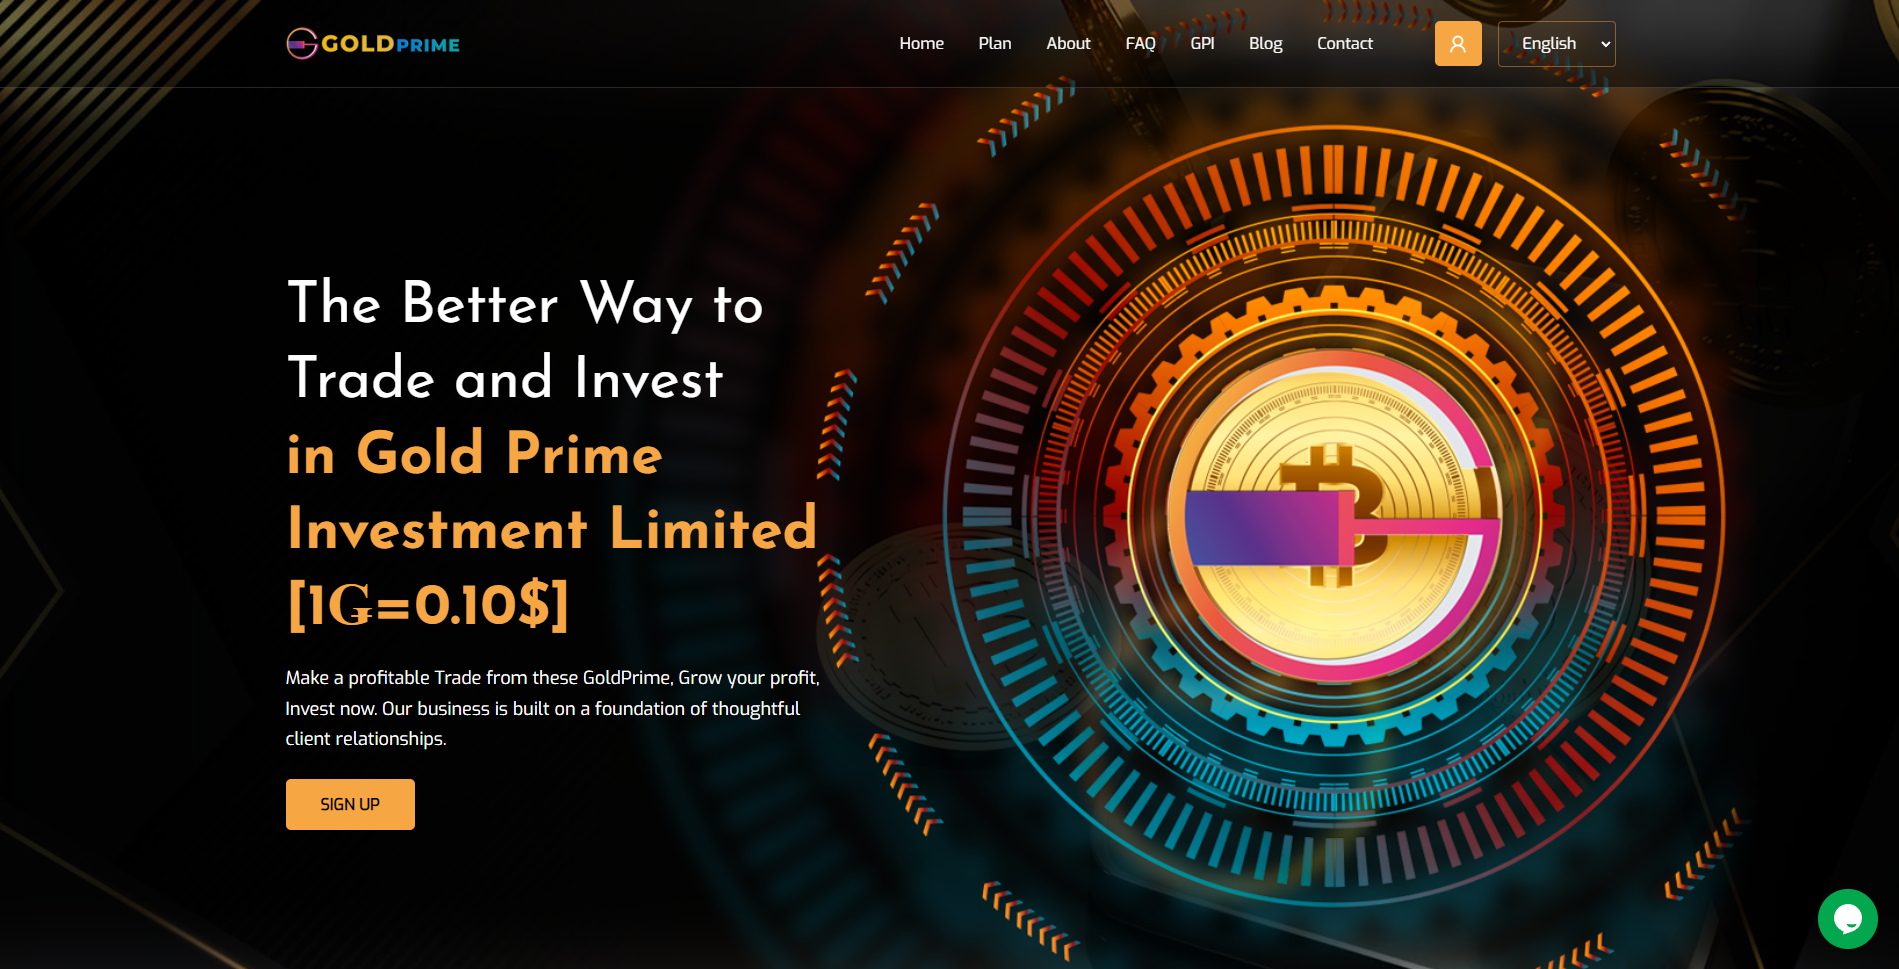 GOLDPRIME
Home Plan About FAQ GPI Blog Contact English
The Better Way to
Trade and Invest
in Gold Prime
Investment Limited
[1₲=0.10$]
Make a profitable Trade from these GoldPrime, Grow your profit,
Invest now. Our business is built on a foundation of thoughtful
client relationships.
SIGN UP